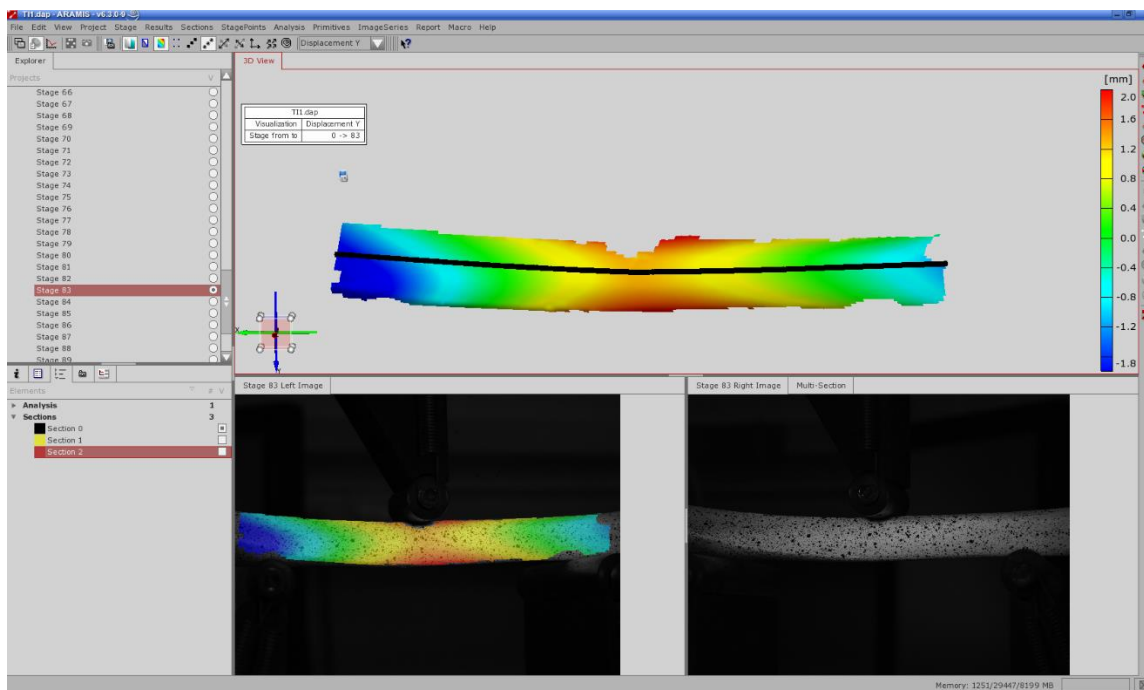 TI1.dap - ARAMIS - v6.3.0-9
File Edit View Project Stage Results Sections StagePoints Analysis Primitives ImageSeries Report Macro Help
Displacement Y
Explorer
Projects V
Stage 66
Stage 67
Stage 68
Stage 69
Stage 70
Stage 71
Stage 72
Stage 73
Stage 74
Stage 75
Stage 76
Stage 77
Stage 78
Stage 79
Stage 80
Stage 81
Stage 82
Stage 83
Stage 84
Stage 85
Stage 86
Stage 87
Stage 88
Stage 89
Elements # V
Analysis 1
Sections 3
Section 0
Section 1
Section 2
3D View
TI1.dap
Visualization Displacement Y
Stage from to 0 -> 83
[mm]
2.0
1.6
1.2
0.8
0.4
-0.0
-0.4
-0.8
-1.2
-1.8
X
Y
Stage 83 Left Image
Stage 83 Right Image Multi-Section
Memory: 1251/29447/8199 MB